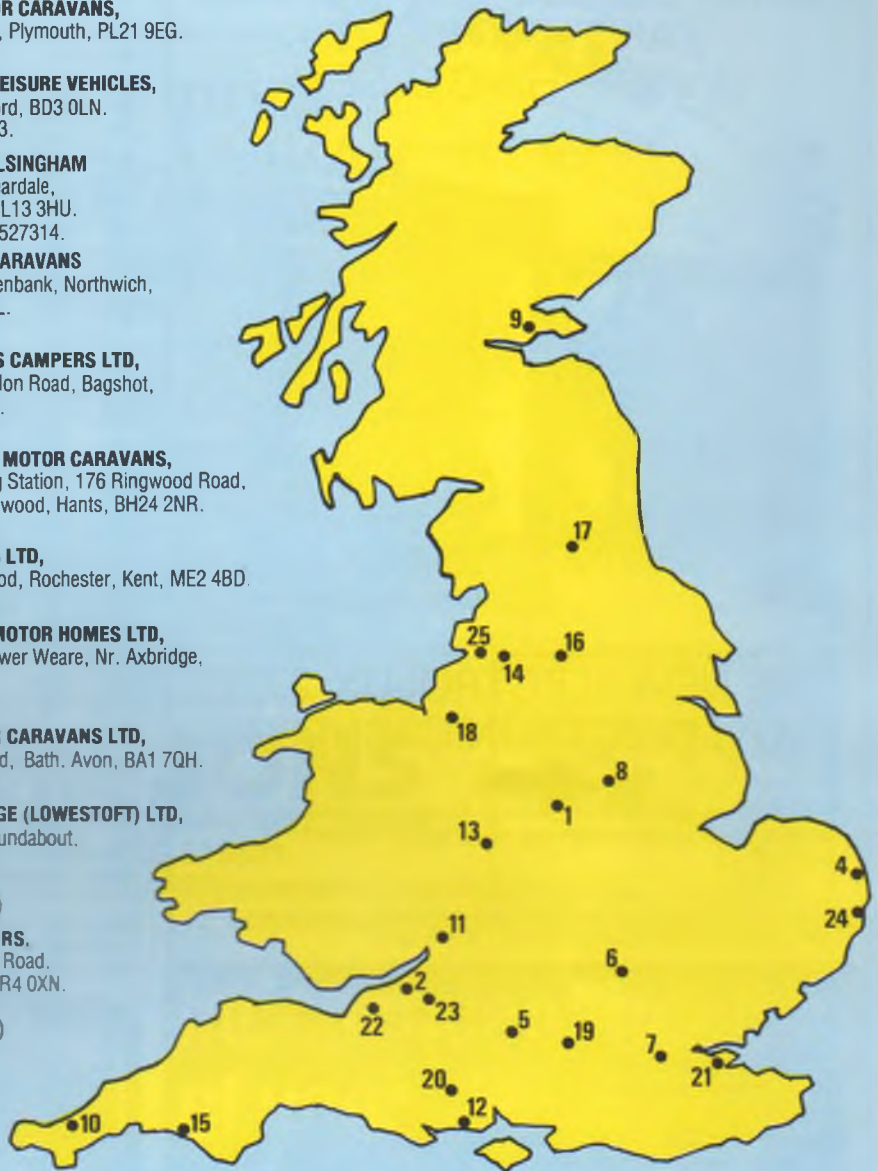 OR CARAVANS,
, Plymouth, PL21 9EG.
EISURE VEHICLES,
rd, BD3 0LN.
3.
LSINGHAM
ardale,
L13 3HU.
527314.
ARAVANS
enbank, Northwich,
L.
S CAMPERS LTD,
don Road, Bagshot,
MOTOR CARAVANS,
g Station, 176 Ringwood Road,
wood, Hants, BH24 2NR.
LTD,
od, Rochester, Kent, ME2 4BD.
MOTOR HOMES LTD,
wer Weare, Nr. Axbridge,
CARAVANS LTD,
d, Bath. Avon, BA1 7QH.
GE (LOWESTOFT) LTD,
undabout.
)
RS,
Road.
R4 0XN.
)
9
17
25
14
16
18
8
1
13
4
24
11
6
2
23
22
5
19
7
21
20
12
10
15